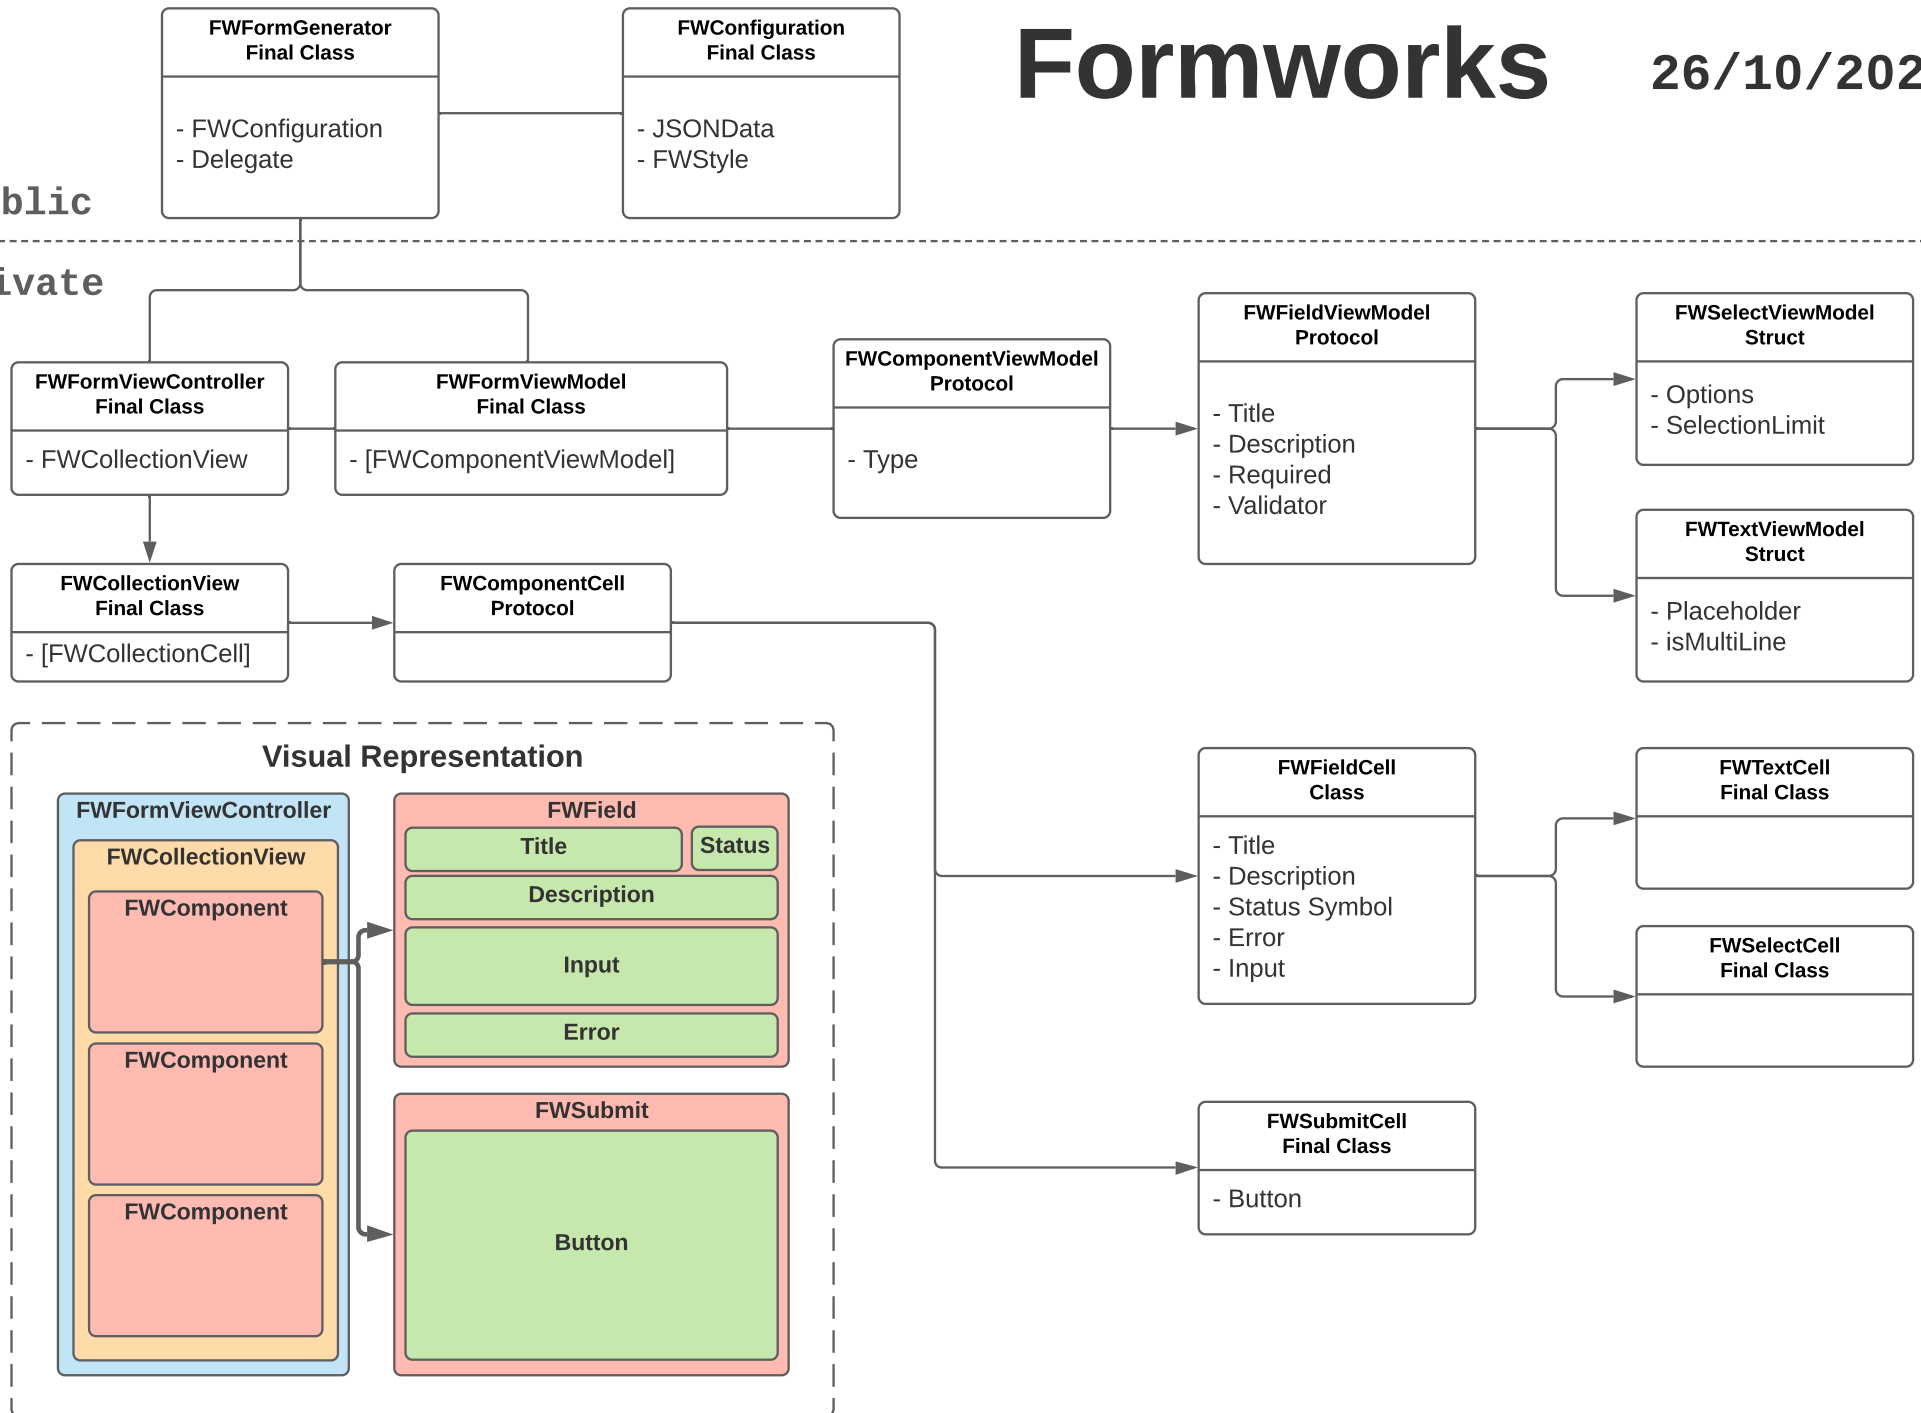 FWFormGenerator
Final Class
- FWConfiguration
- Delegate
FWConfiguration
Final Class
- JSONData
- FWStyle
Formworks
26/10/202
blic
ivate
FWFormViewController
Final Class
- FWCollectionView
FWFormViewModel
Final Class
- [FWComponentViewModel]
FWComponentViewModel
Protocol
- Type
FWFieldViewModel
Protocol
- Title
- Description
- Required
- Validator
FWSelectViewModel
Struct
- Options
- SelectionLimit
FWTextViewModel
Struct
- Placeholder
- isMultiLine
FWCollectionView
Final Class
- [FWCollectionCell]
FWComponentCell
Protocol
Visual Representation
FWFormViewController
FWCollectionView
FWComponent
FWComponent
FWComponent
FWField
Title
Status
Description
Input
Error
FWSubmit
Button
FWFieldCell
Class
- Title
- Description
- Status Symbol
- Error
- Input
FWTextCell
Final Class
FWSelectCell
Final Class
FWSubmitCell
Final Class
- Button